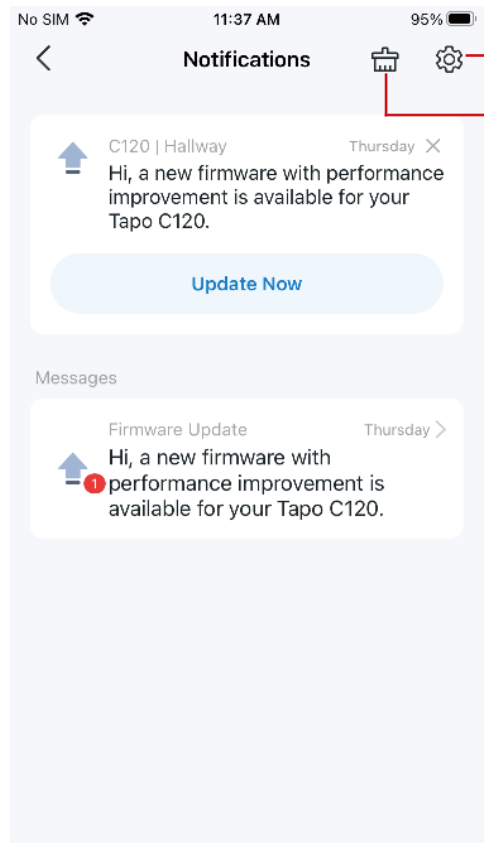 No SIM 11:37 AM 95%
Notifications
C120 | Hallway Thursday
Hi, a new firmware with performance
improvement is available for your
Tapo C120.
Update Now
Messages
Firmware Update Thursday
Hi, a new firmware with
1
performance improvement is
available for your Tapo C120.